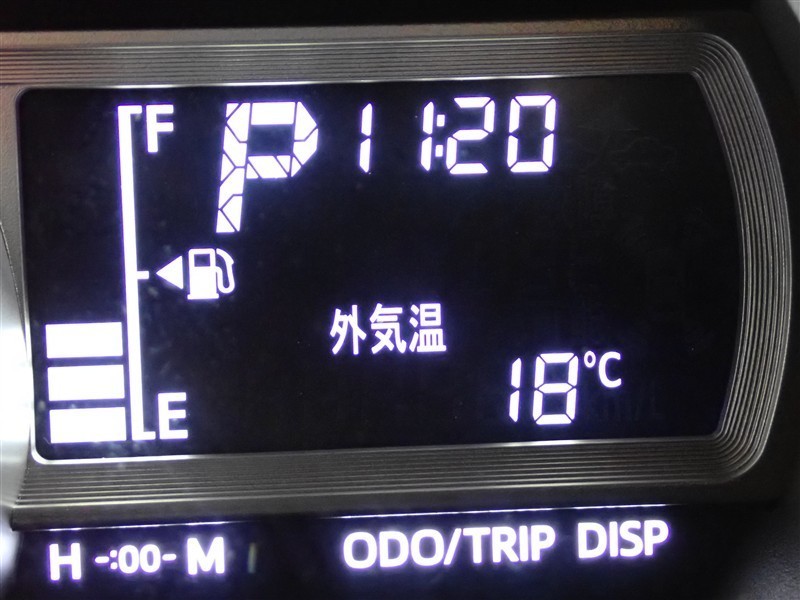 F P 11:20
外気温
18°C
E
H -:00- M ODO/TRIP DISP